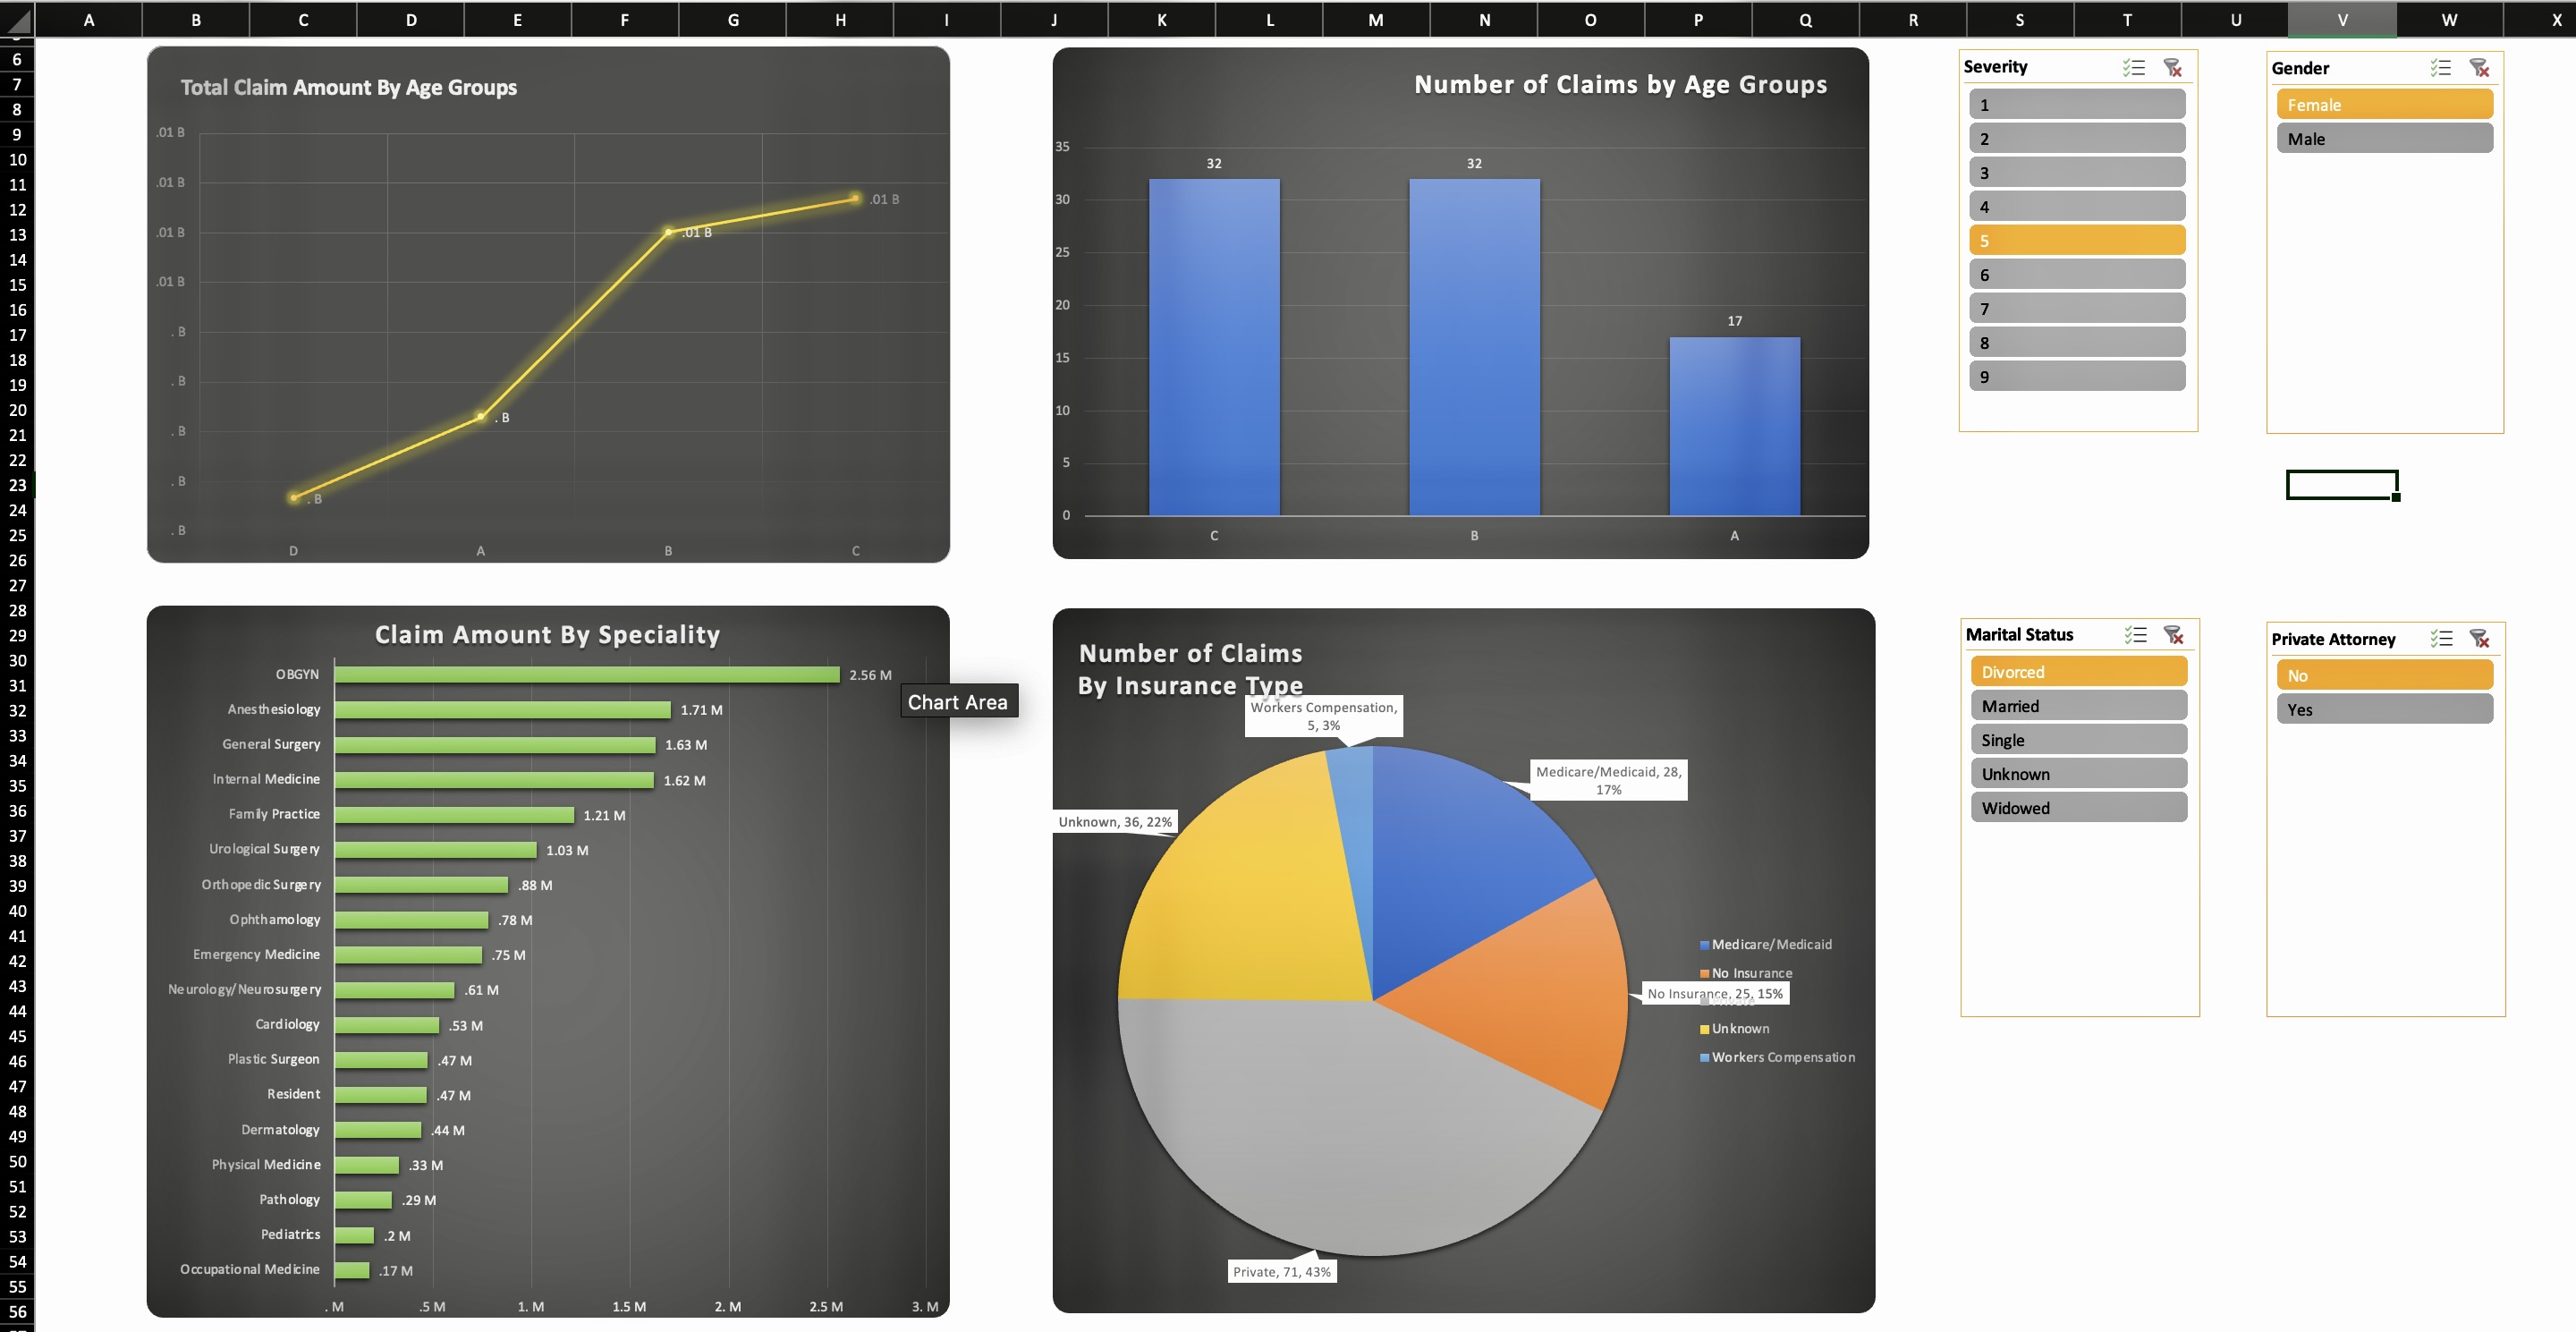 A B C D E F G H I J K L M N O P Q R S T U V W X
6
7
8
9
10
11
12
13
14
15
16
17
18
19
20
21
22
23
24
25
26
27
28
29
30
31
32
33
34
35
36
37
38
39
40
41
42
43
44
45
46
47
48
49
50
51
52
53
54
55
56
Total Claim Amount By Age Groups
.01 B
.01 B
.01 B
.01 B
. B
. B
. B
. B
. B
. B
. B
.01 B
.01 B
D A B C
Number of Claims by Age Groups
35
30
25
20
15
10
5
0
32
32
17
C B A
Severity
1
2
3
4
5
6
7
8
9
Gender
Female
Male
Claim Amount By Speciality
OBGYN 2.56 M
Anesthesiology 1.71 M
General Surgery 1.63 M
Internal Medicine 1.62 M
Family Practice 1.21 M
Urological Surgery 1.03 M
Orthopedic Surgery .88 M
Ophthamology .78 M
Emergency Medicine .75 M
Neurology/Neurosurgery .61 M
Cardiology .53 M
Plastic Surgeon .47 M
Resident .47 M
Dermatology .44 M
Physical Medicine .33 M
Pathology .29 M
Pediatrics .2 M
Occupational Medicine .17 M
. M .5 M 1. M 1.5 M 2. M 2.5 M 3. M
Chart Area
Number of Claims
By Insurance Type
Workers Compensation,
5, 3%
Medicare/Medicaid, 28,
17%
Unknown, 36, 22%
No Insurance, 25, 15%
Private, 71, 43%
Medicare/Medicaid
No Insurance
Unknown
Workers Compensation
Marital Status
Divorced
Married
Single
Unknown
Widowed
Private Attorney
No
Yes